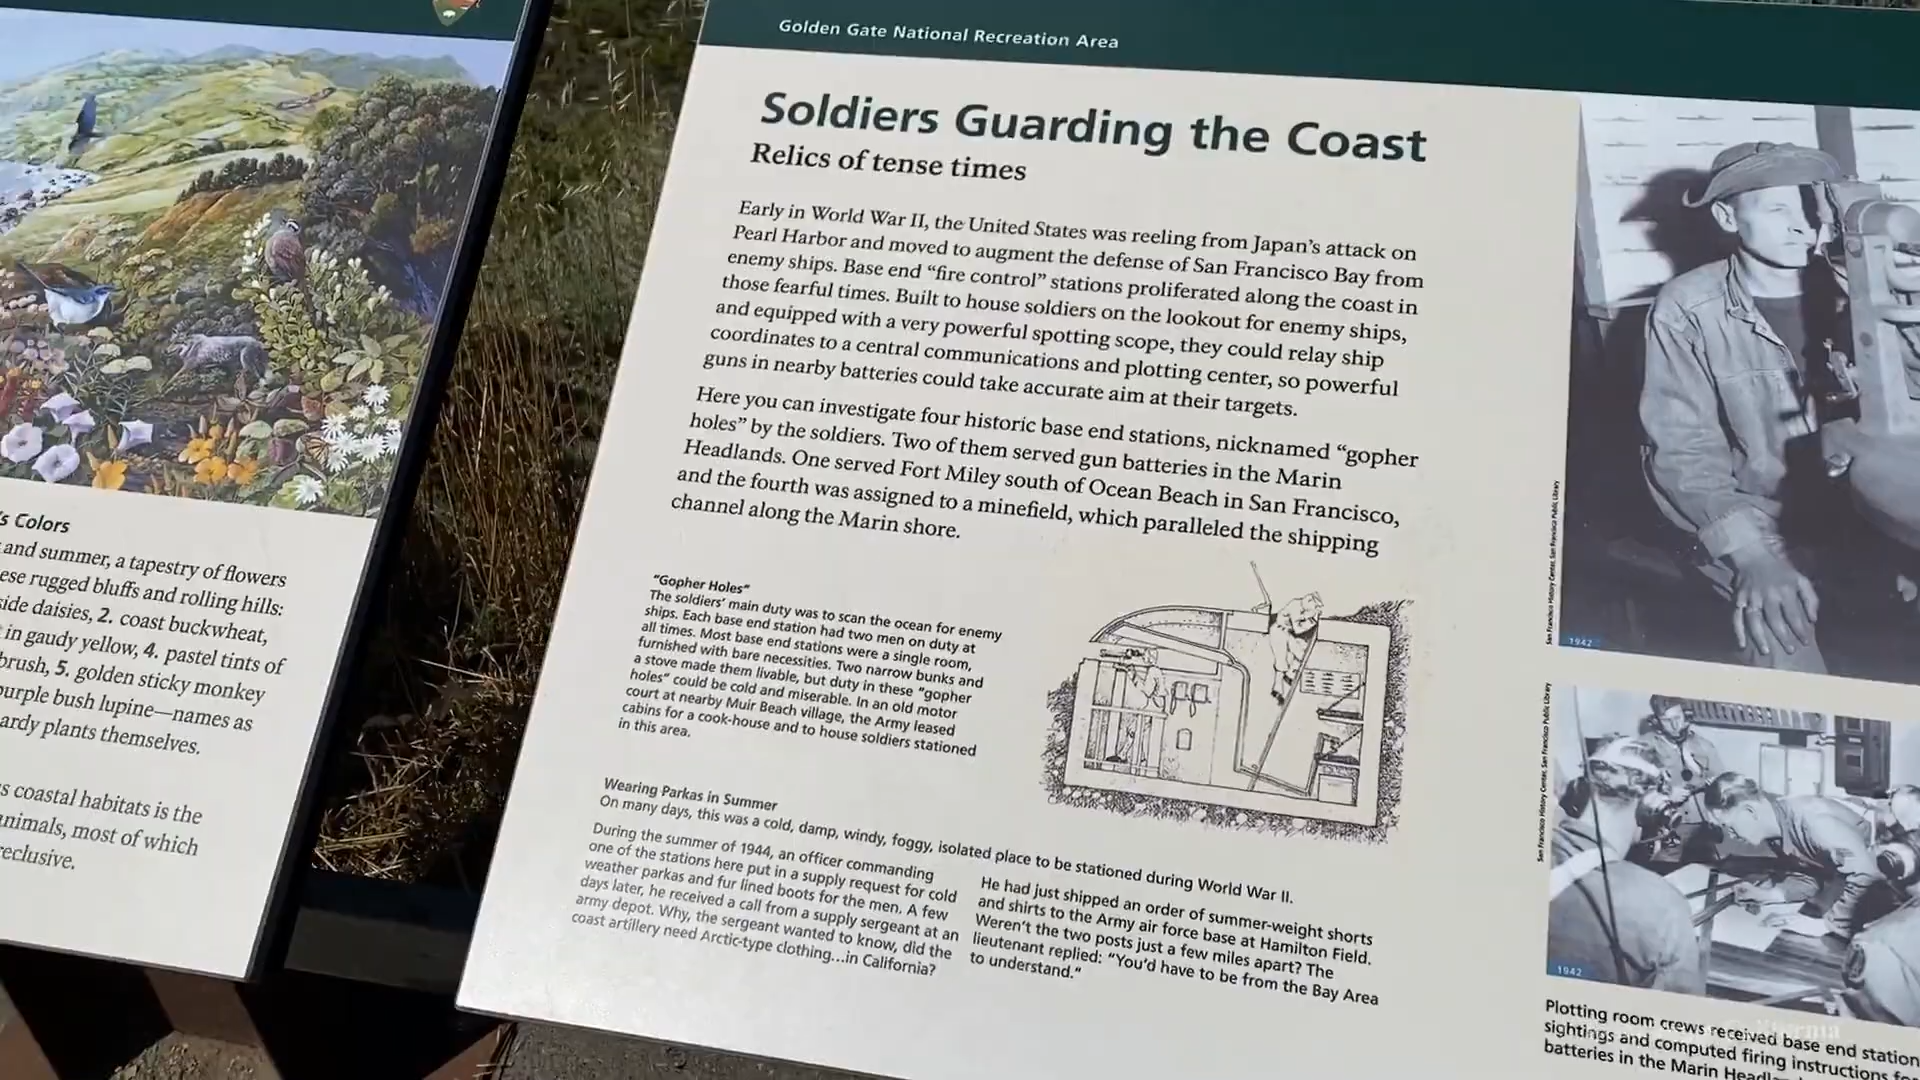 's Colors
and summer, a tapestry of flowers
ese rugged bluffs and rolling hills:
side daisies, 2. coast buckwheat,
in gaudy yellow, 4. pastel tints of
brush, 5. golden sticky monkey
purple bush lupine—names as
ardy plants themselves.
s coastal habitats is the
animals, most of which
reclusive.
Golden Gate National Recreation Area
Soldiers Guarding the Coast
Relics of tense times
Early in World War II, the United States was reeling from Japan's attack on
Pearl Harbor and moved to augment the defense of San Francisco Bay from
enemy ships. Base end "fire control" stations proliferated along the coast in
those fearful times. Built to house soldiers on the lookout for enemy ships,
and equipped with a very powerful spotting scope, they could relay ship
coordinates to a central communications and plotting center, so powerful
guns in nearby batteries could take accurate aim at their targets.
Here you can investigate four historic base end stations, nicknamed "gopher
holes" by the soldiers. Two of them served gun batteries in the Marin
Headlands. One served Fort Miley south of Ocean Beach in San Francisco,
and the fourth was assigned to a minefield, which paralleled the shipping
channel along the Marin shore.
"Gopher Holes"
The soldiers' main duty was to scan the ocean for enemy
ships. Each base end station had two men on duty at
all times. Most base end stations were a single room,
furnished with bare necessities. Two narrow bunks and
a stove made them livable, but duty in these "gopher
holes" could be cold and miserable. In an old motor
court at nearby Muir Beach village, the Army leased
cabins for a cook-house and to house soldiers stationed
in this area.
Wearing Parkas in Summer
On many days, this was a cold, damp, windy, foggy, isolated place to be stationed during World War II.
During the summer of 1944, an officer commanding
one of the stations here put in a supply request for cold
weather parkas and fur lined boots for the men. A few
days later, he received a call from a supply sergeant at an
army depot. Why, the sergeant wanted to know, did the
coast artillery need Arctic-type clothing...in California?
He had just shipped an order of summer-weight shorts
and shirts to the Army air force base at Hamilton Field.
Weren't the two posts just a few miles apart? The
lieutenant replied: "You'd have to be from the Bay Area
to understand."
San Francisco History Center, San Francisco Public Library
1942
San Francisco History Center, San Francisco Public Library
1942
Plotting room crews received base end station
sightings and computed firing instructions for
batteries in the Marin